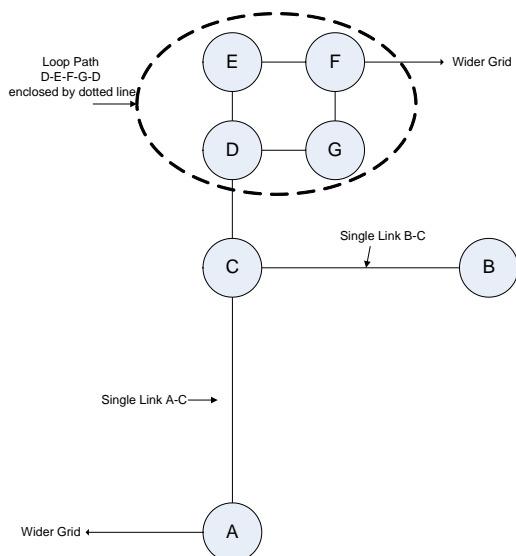 Loop Path
D-E-F-G-D
enclosed by dotted line
E
F
Wider Grid
D
G
Single Link B-C
C
B
Single Link A-C
Wider Grid
A